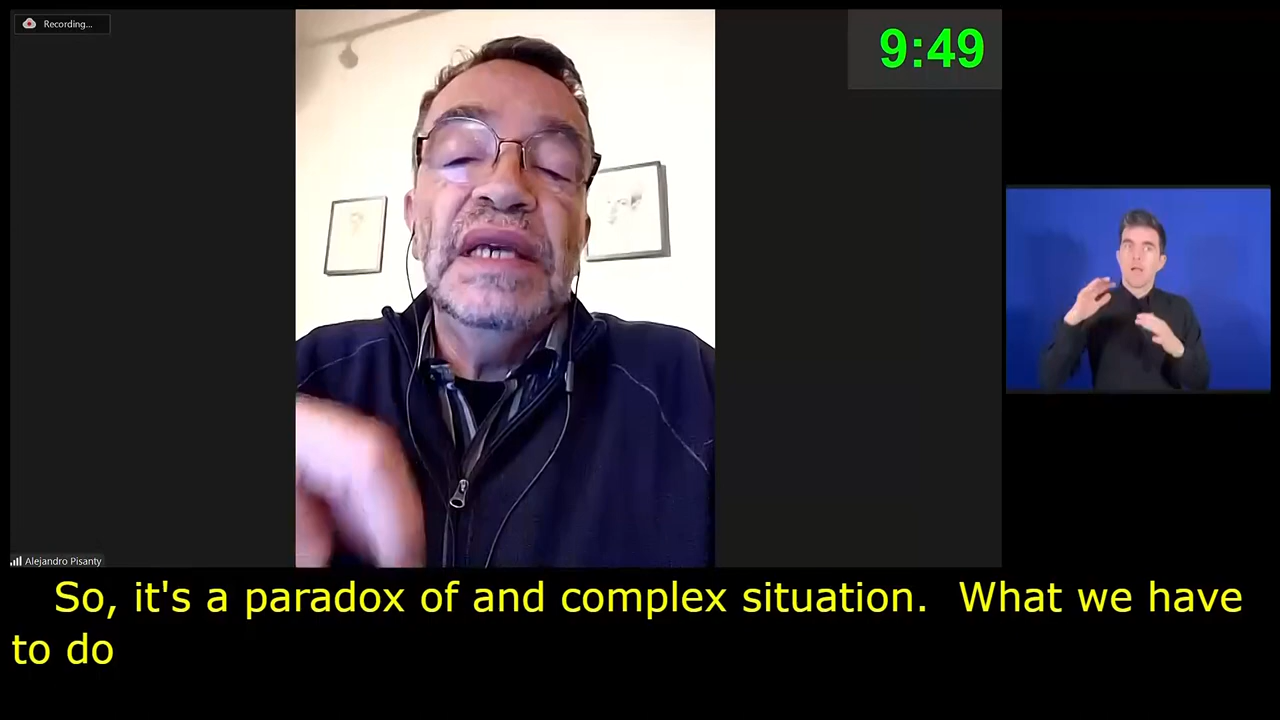 Recording...
9:49
Alejandro Pisanty
So, it's a paradox of and complex situation.  What we have
to do